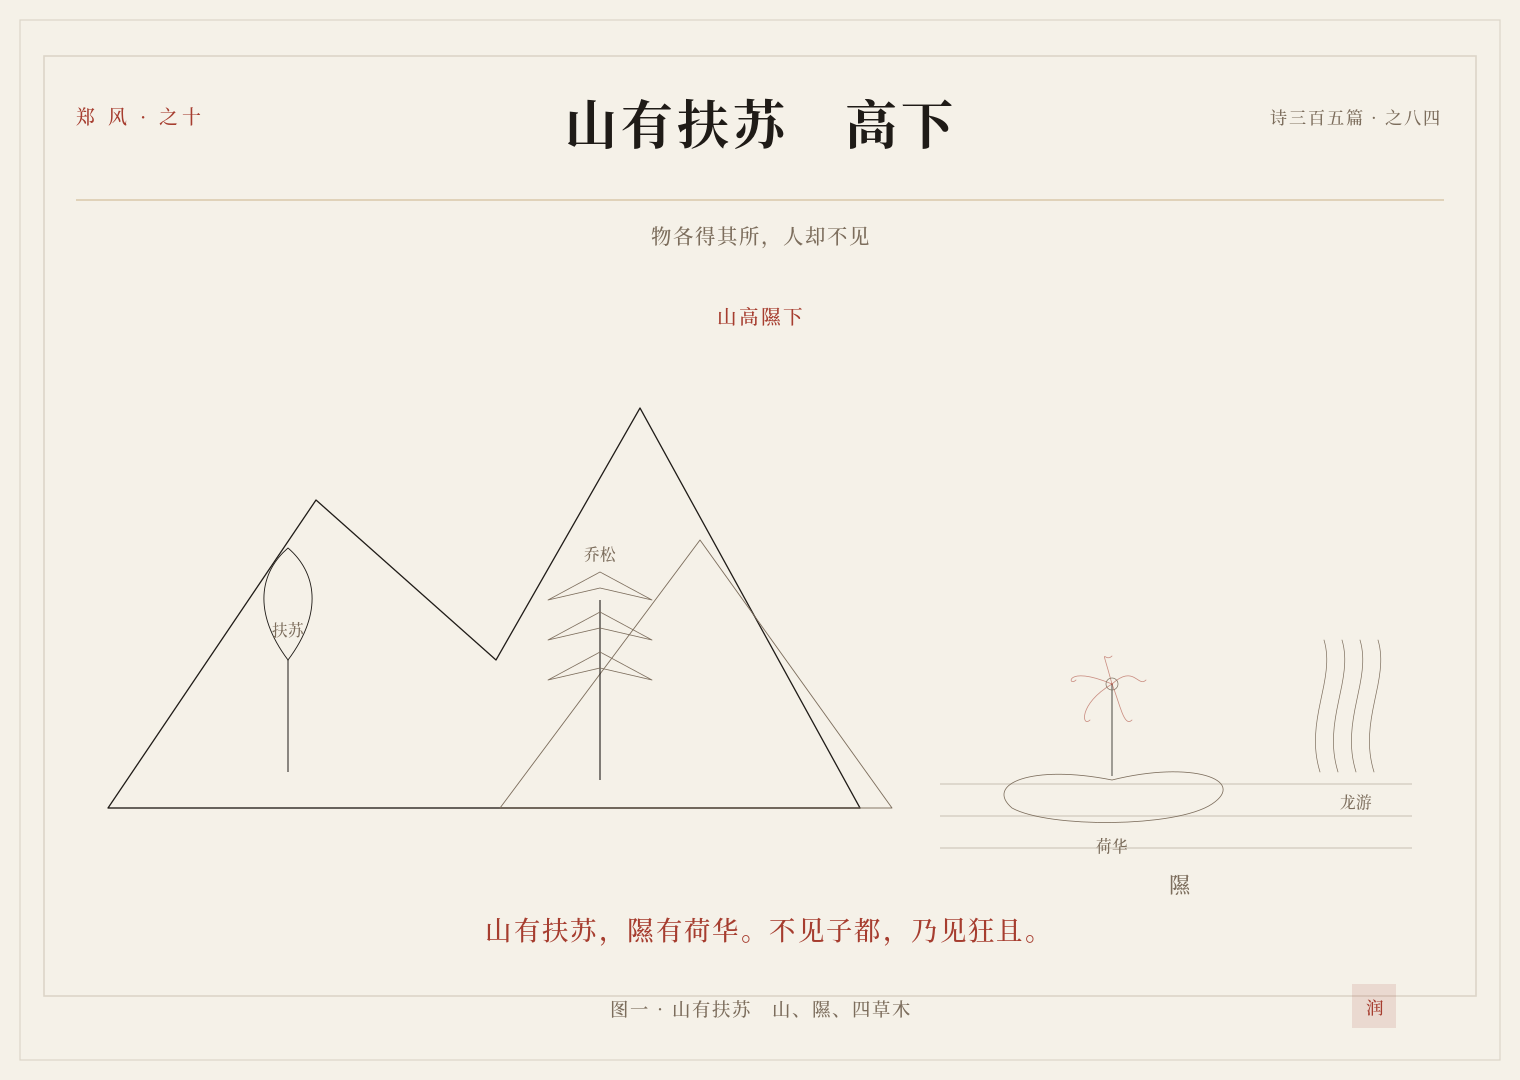 郑 风 · 之十
山有扶苏　高下
诗三百五篇 · 之八四
物各得其所，人却不见
山高隰下
乔松
扶苏
龙游
荷华
隰
山有扶苏，隰有荷华。不见子都，乃见狂且。
图一 · 山有扶苏　山、隰、四草木
润